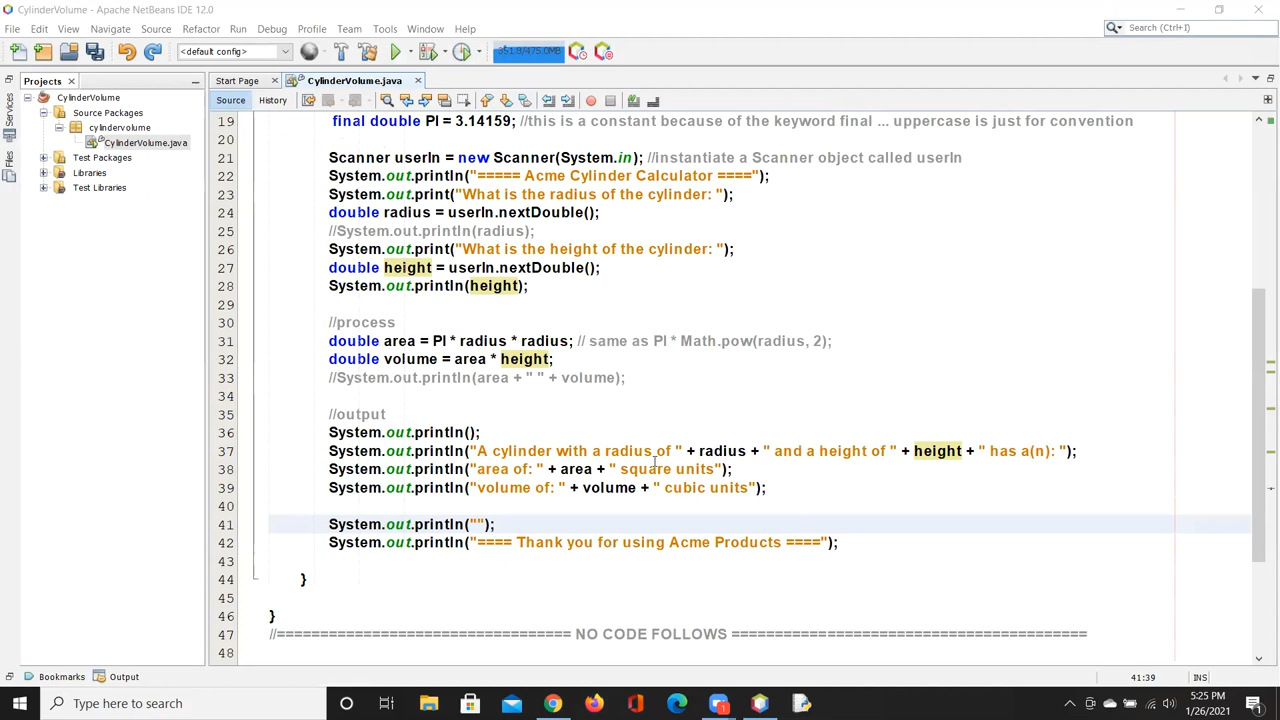 CylinderVolume - Apache NetBeans IDE 12.0
File Edit View Navigate Source Refactor Run Debug Profile Team Tools Window Help
Search (Ctrl+I)
<default config>
351.8/475.0MB
Projects
Start Page
CylinderVolume.java
Services
Files
CylinderVolume
Source Packages
cylindervolume
CylinderVolume.java
Test Packages
Libraries
Test Libraries
Source History
19 final double PI = 3.14159; //this is a constant because of the keyword final ... uppercase is just for convention
20
21 Scanner userIn = new Scanner(System.in); //instantiate a Scanner object called userIn
22 System.out.println("===== Acme Cylinder Calculator ====");
23 System.out.print("What is the radius of the cylinder: ");
24 double radius = userIn.nextDouble();
25 //System.out.println(radius);
26 System.out.print("What is the height of the cylinder: ");
27 double height = userIn.nextDouble();
28 System.out.println(height);
29
30 //process
31 double area = PI * radius * radius; // same as PI * Math.pow(radius, 2);
32 double volume = area * height;
33 //System.out.println(area + " " + volume);
34
35 //output
36 System.out.println();
37 System.out.println("A cylinder with a radius of " + radius + " and a height of " + height + " has a(n): ");
38 System.out.println("area of: " + area + " square units");
39 System.out.println("volume of: " + volume + " cubic units");
40
41 System.out.println("");
42 System.out.println("==== Thank you for using Acme Products ====");
43
44 }
45
46 }
47 //================================== NO CODE FOLLOWS =========================================
48
Bookmarks Output
41:39 INS
Type here to search
1
5:25 PM
1/26/2021
1